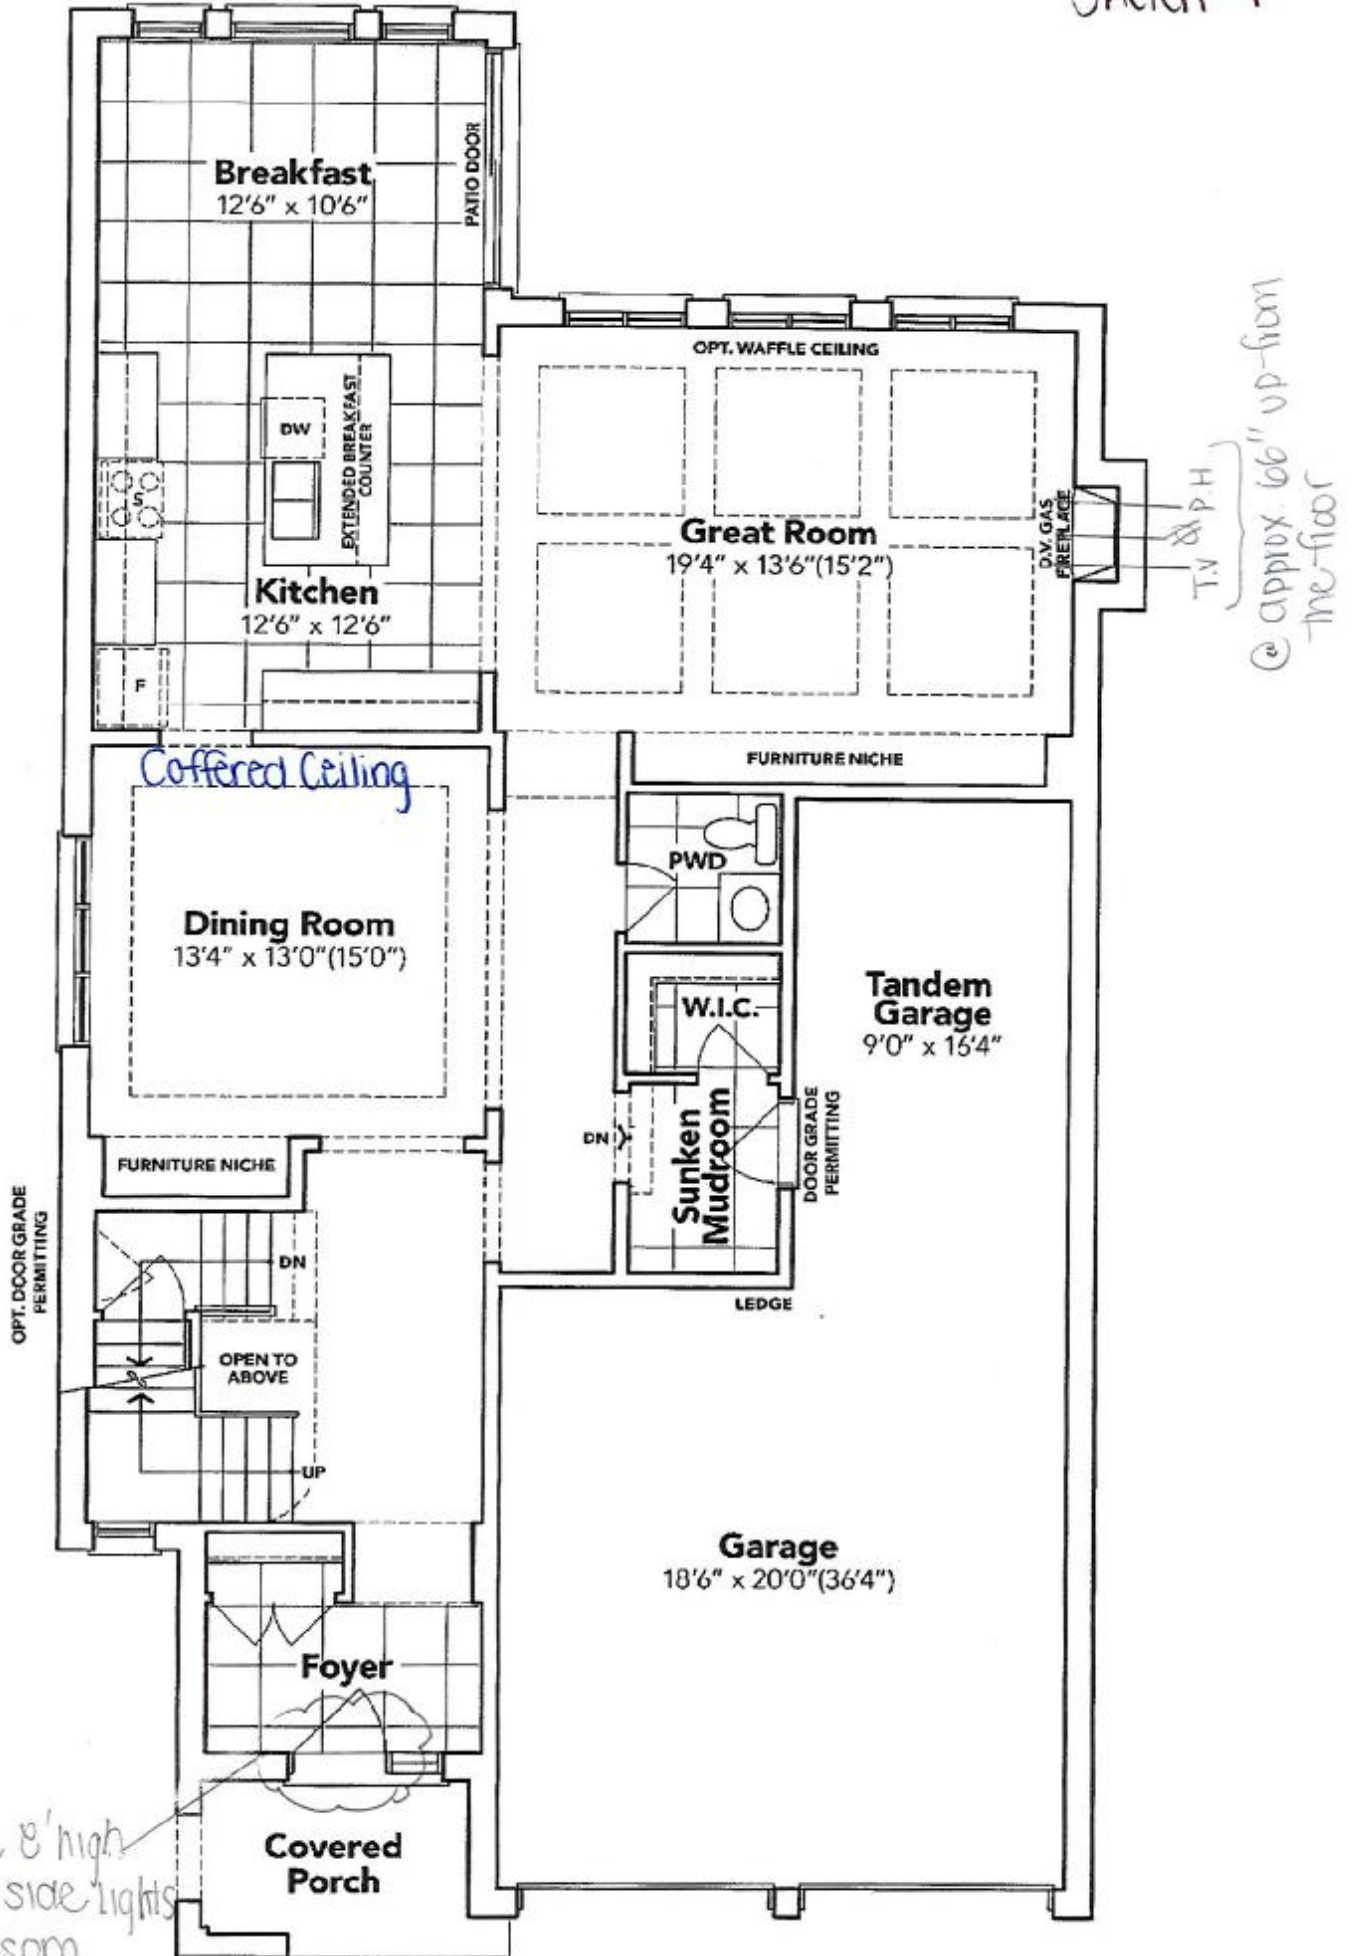 Breakfast
12'6" x 10'6"
PATIO DOOR
OPT. WAFFLE CEILING
DW
EXTENDED BREAKFAST
COUNTER
S
Great Room
19'4" x 13'6"(15'2")
D.V. GAS
FIREPLACE
T.V & P.H
@ approx. 66" up from
the floor
Kitchen
12'6" x 12'6"
F
FURNITURE NICHE
Coffered Ceiling
PWD
Dining Room
13'4" x 13'0"(15'0")
W.I.C.
Tandem
Garage
9'0" x 16'4"
DN
Sunken
Mudroom
DOOR GRADE
PERMITTING
FURNITURE NICHE
OPT. DOOR GRADE
PERMITTING
DN
LEDGE
OPEN TO
ABOVE
UP
Garage
18'6" x 20'0"(36'4")
Foyer
8' high
side lights
Covered
Porch